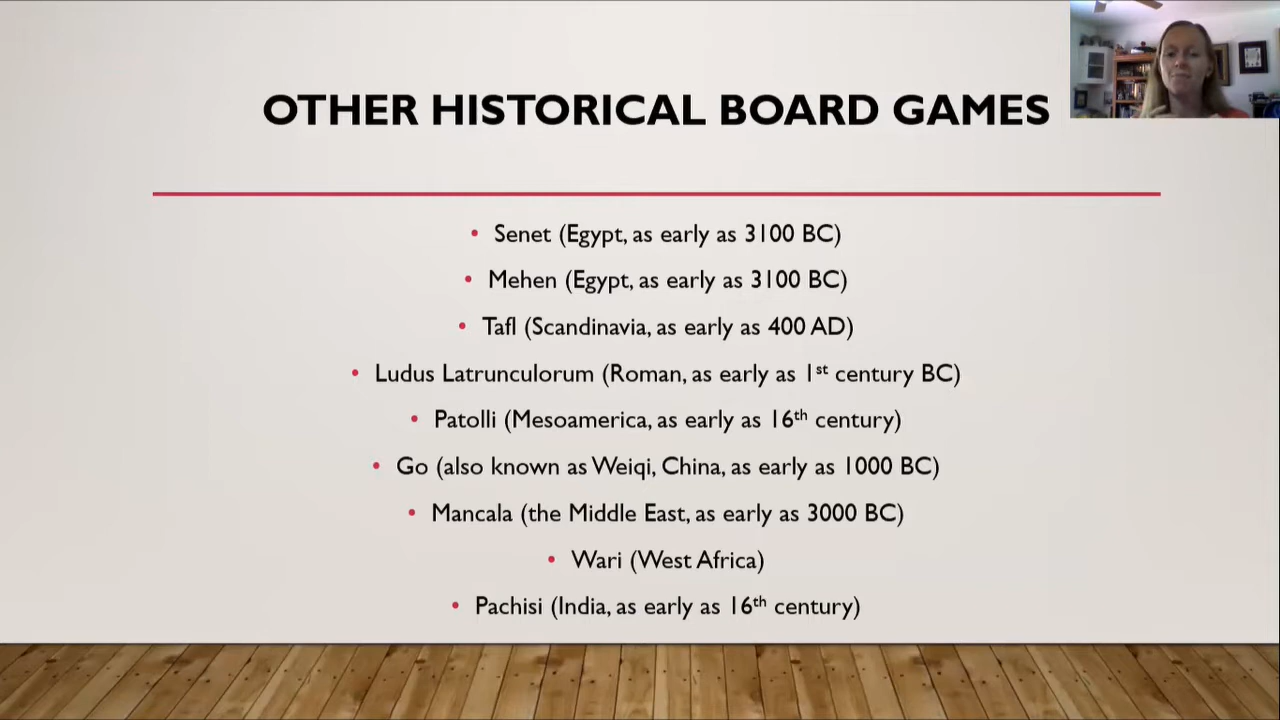 OTHER HISTORICAL BOARD GAMES
• Senet (Egypt, as early as 3100 BC)
• Mehen (Egypt, as early as 3100 BC)
• Tafl (Scandinavia, as early as 400 AD)
• Ludus Latrunculorum (Roman, as early as 1st century BC)
• Patolli (Mesoamerica, as early as 16th century)
• Go (also known as Weiqi, China, as early as 1000 BC)
• Mancala (the Middle East, as early as 3000 BC)
• Wari (West Africa)
• Pachisi (India, as early as 16th century)